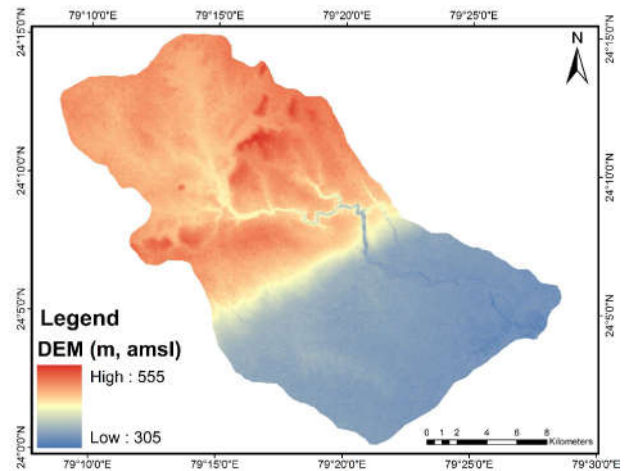 79°10'0"E 79°15'0"E 79°20'0"E 79°25'0"E
24°15'0"N 24°15'0"N
N
24°10'0"N 24°10'0"N
24°5'0"N 24°5'0"N
Legend
DEM (m, amsl)
High : 555
Low : 305
0 1 2 4 6 8
Kilometers
24°0'0"N
79°10'0"E 79°15'0"E 79°20'0"E 79°25'0"E 79°30'0"E